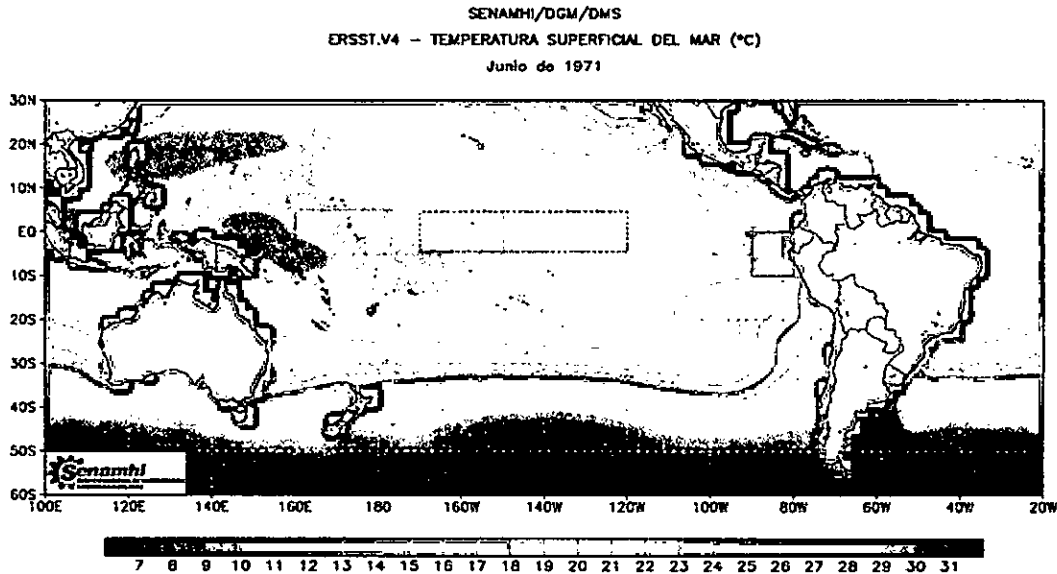 SENAMHI/DGM/DMS
ERSST.V4 – TEMPERATURA SUPERFICIAL DEL MAR (°C)
Junio de 1971
30N
20N
10N
EQ
10S
20S
30S
40S
50S
60S
Senamhi
100E 120E 140E 160E 180 160W 140W 120W 100W 80W 60W 40W 20W
7 8 9 10 11 12 13 14 15 16 17 18 19 20 21 22 23 24 25 26 27 28 29 30 31